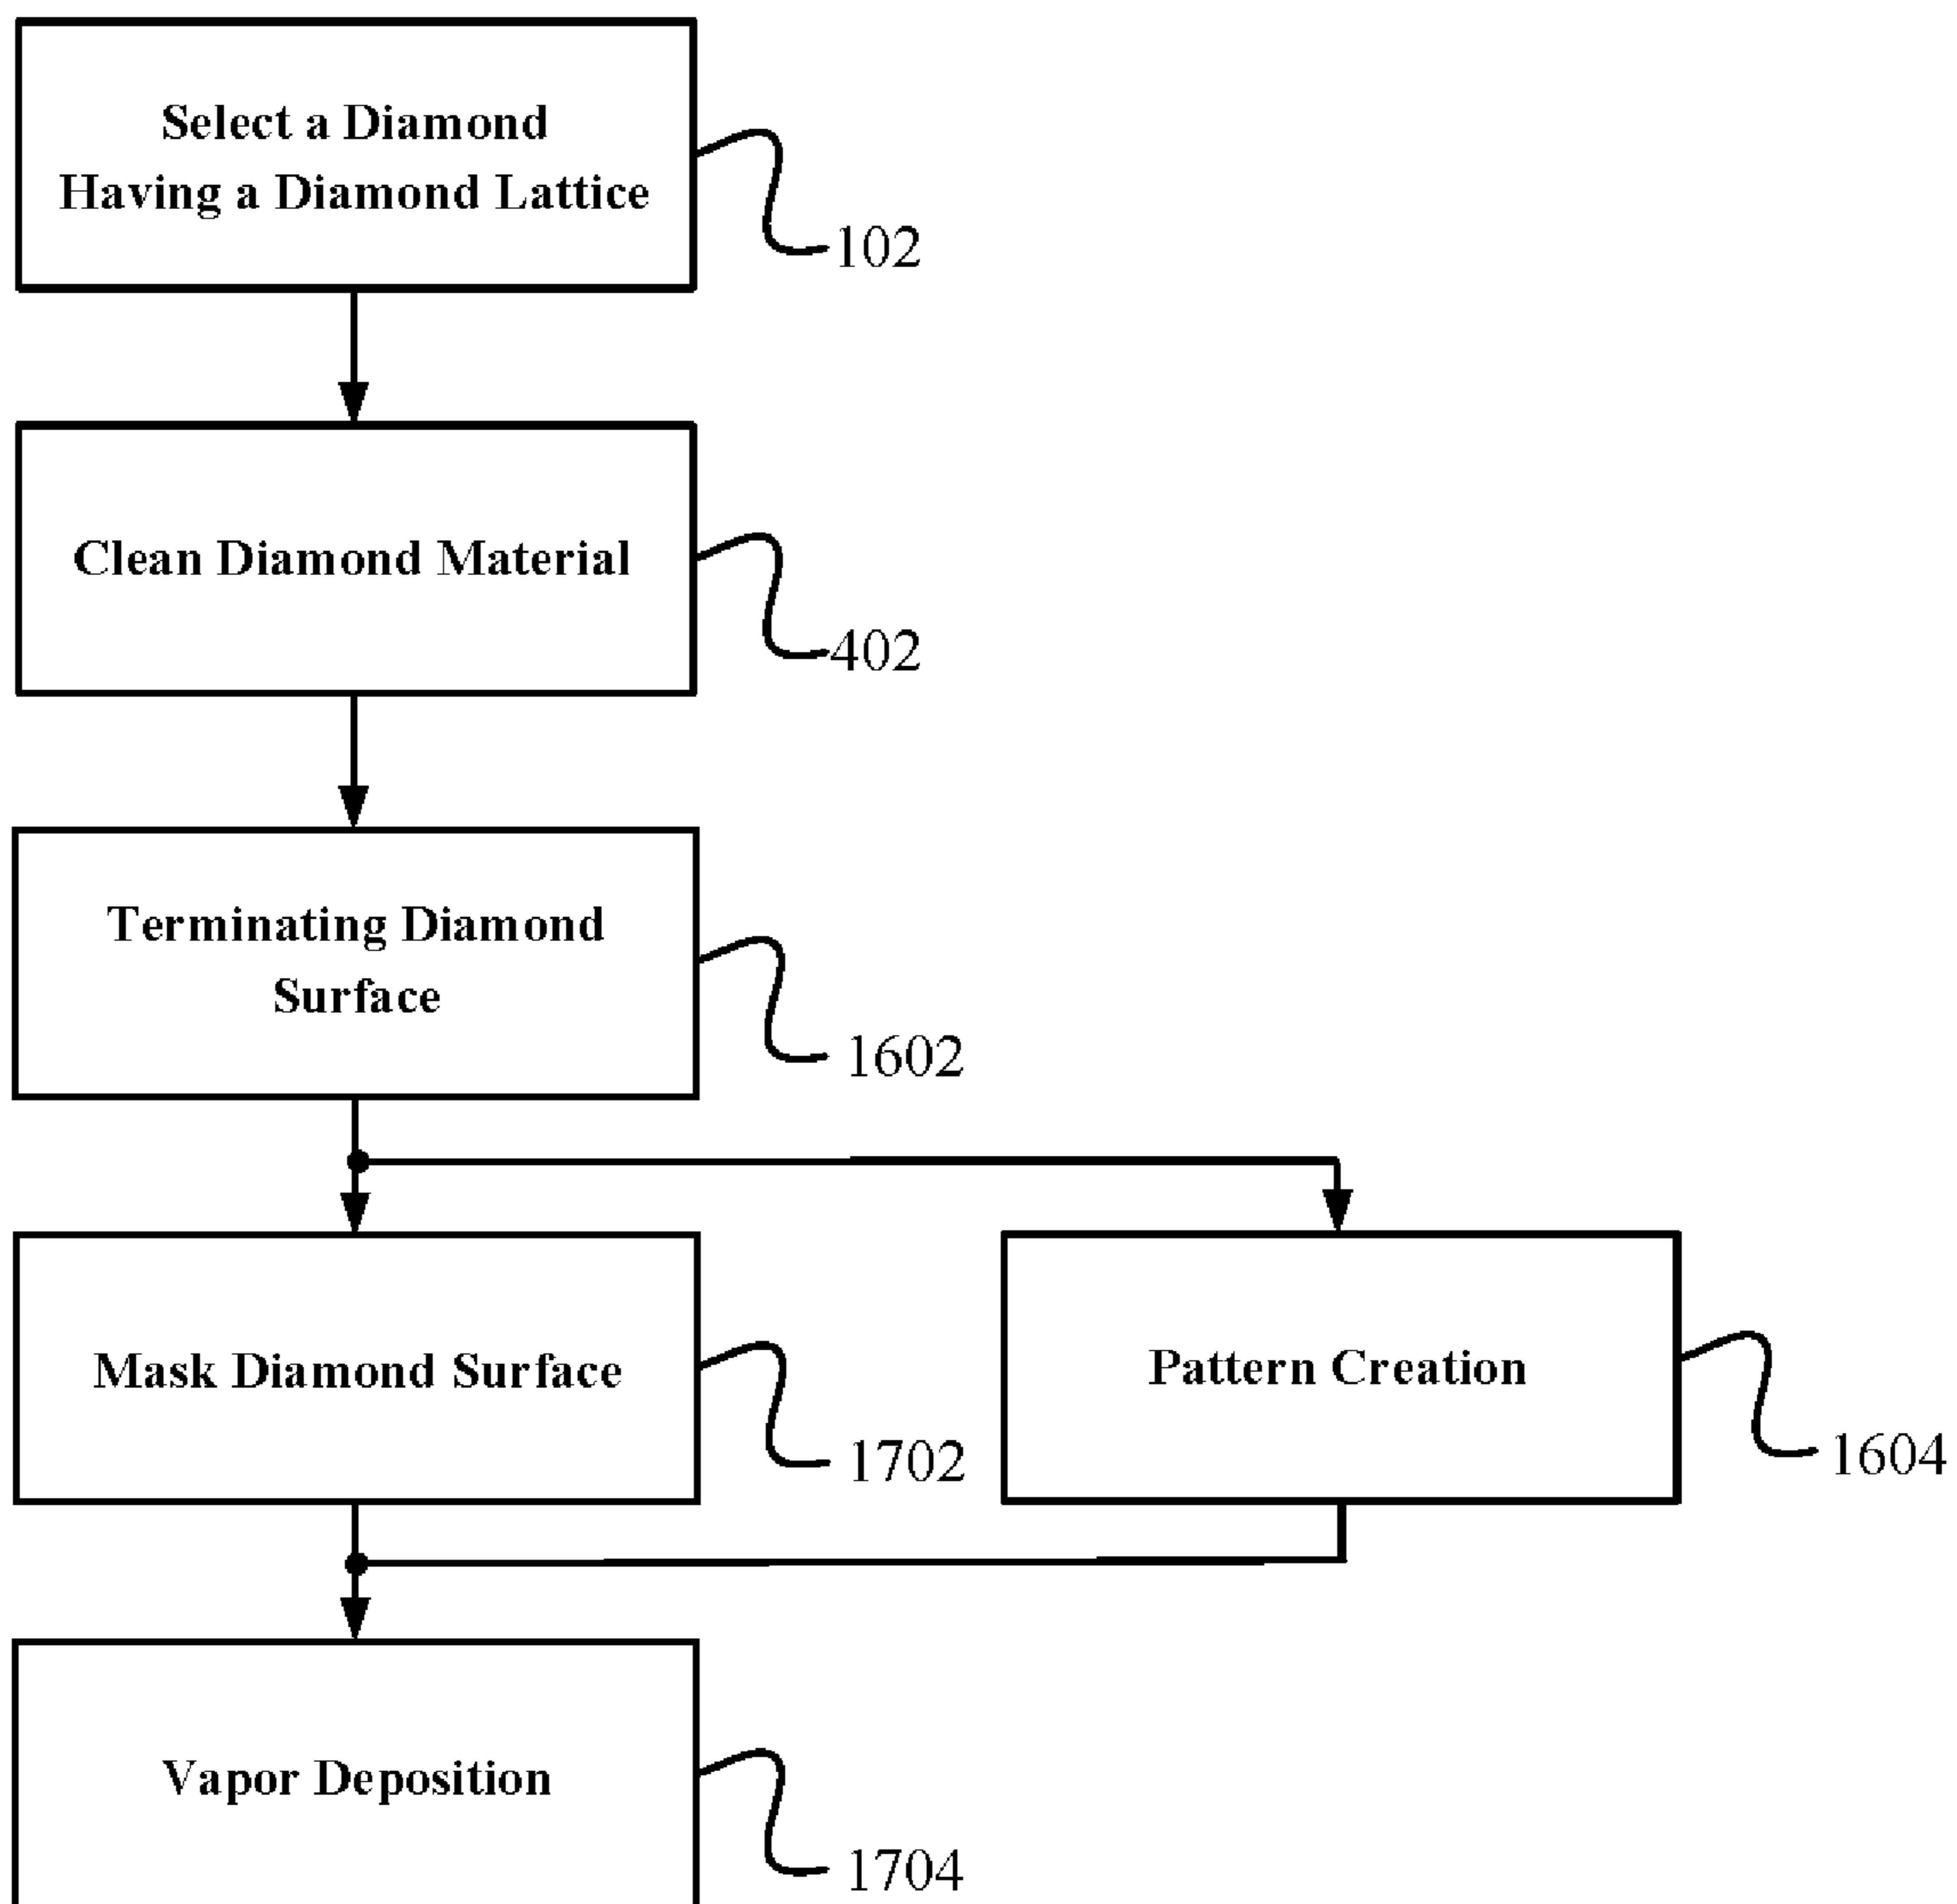 Select a Diamond
Having a Diamond Lattice
102
Clean Diamond Material
402
Terminating Diamond
Surface
1602
Mask Diamond Surface
1702
Pattern Creation
1604
Vapor Deposition
1704